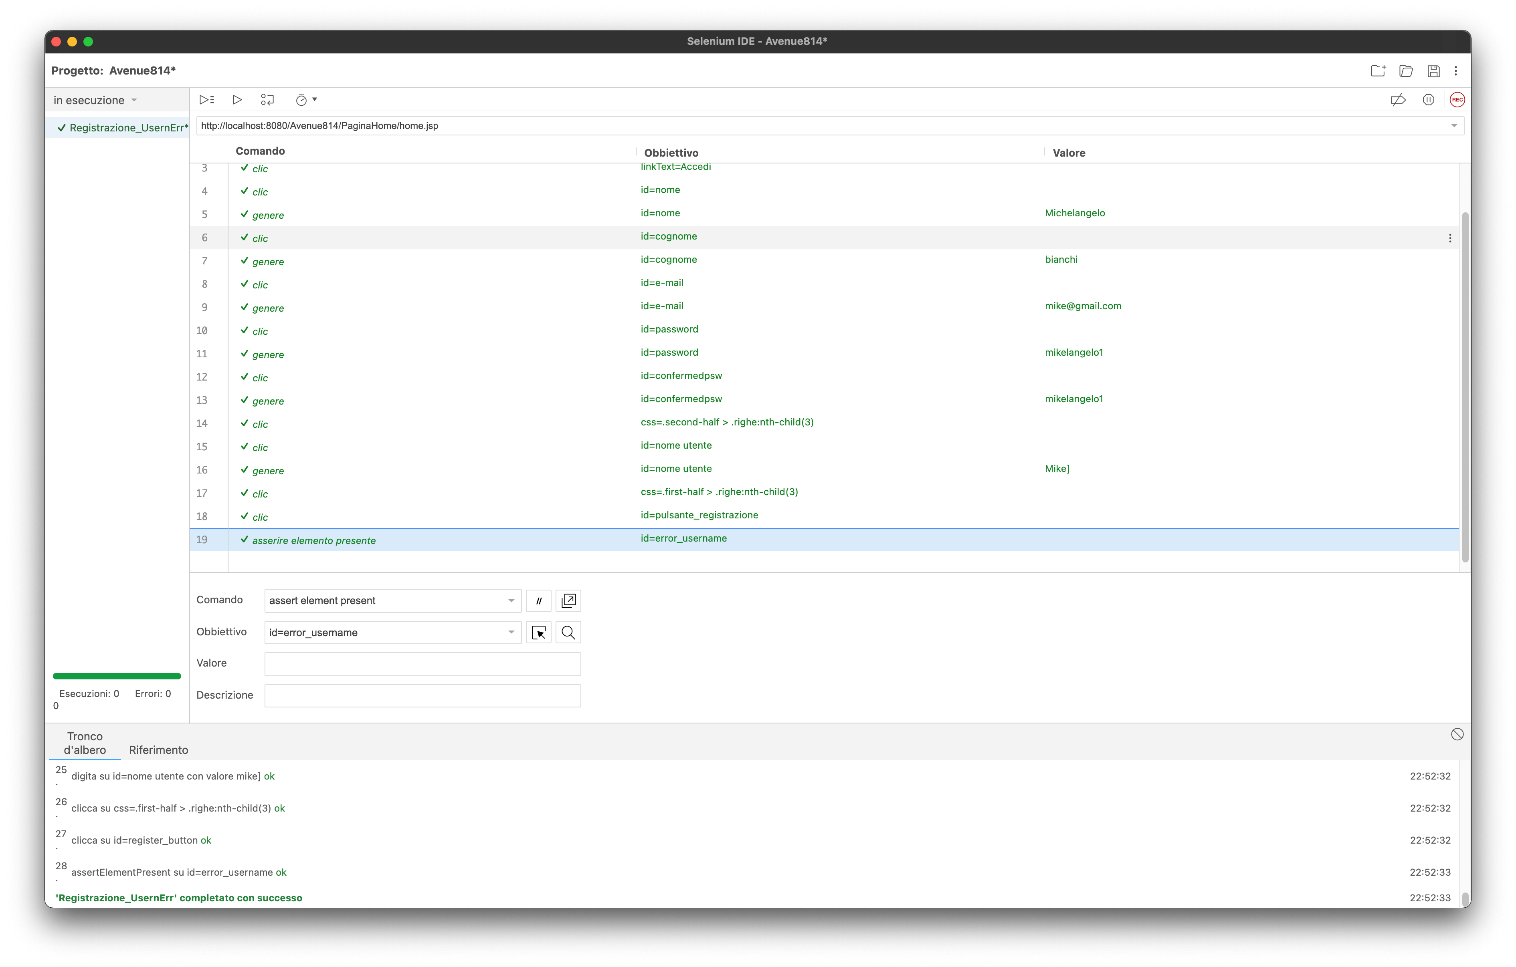 Selenium IDE - Avenue814*
Progetto: Avenue814*
in esecuzione
REC
✓ Registrazione_UsernErr*
http://localhost:8080/Avenue814/PaginaHome/home.jsp
Comando Obbiettivo Valore
3 ✓ clic linkText=Accedi
4 ✓ clic id=nome
5 ✓ genere id=nome Michelangelo
6 ✓ clic id=cognome
7 ✓ genere id=cognome bianchi
8 ✓ clic id=e-mail
9 ✓ genere id=e-mail mike@gmail.com
10 ✓ clic id=password
11 ✓ genere id=password mikelangelo1
12 ✓ clic id=confermedpsw
13 ✓ genere id=confermedpsw mikelangelo1
14 ✓ clic css=.second-half > .righe:nth-child(3)
15 ✓ clic id=nome utente
16 ✓ genere id=nome utente Mike]
17 ✓ clic css=.first-half > .righe:nth-child(3)
18 ✓ clic id=pulsante_registrazione
19 ✓ asserire elemento presente id=error_username
Comando assert element present //
Obbiettivo id=error_username
Valore
Descrizione
Esecuzioni: 0 Errori: 0
0
Tronco
d'albero Riferimento
25. digita su id=nome utente con valore mike] ok 22:52:32
26. clicca su css=.first-half > .righe:nth-child(3) ok 22:52:32
27. clicca su id=register_button ok 22:52:32
28. assertElementPresent su id=error_username ok 22:52:33
'Registrazione_UsernErr' completato con successo 22:52:33